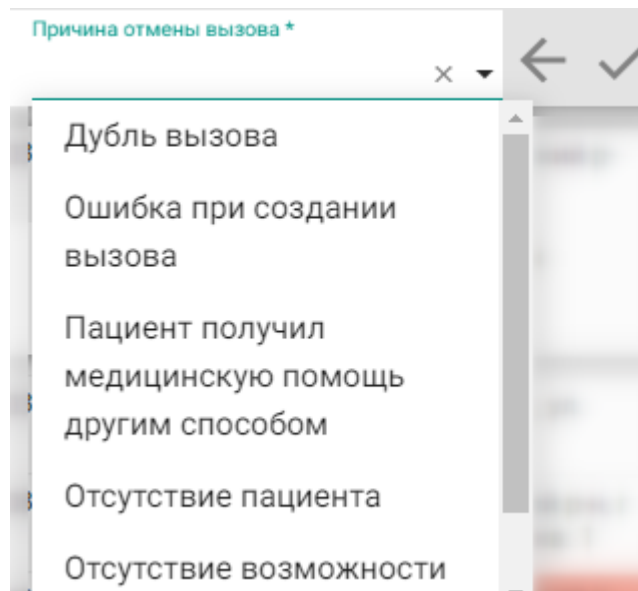 Причина отмены вызова *
Дубль вызова
Ошибка при создании
вызова
Пациент получил
медицинскую помощь
другим способом
Отсутствие пациента
Отсутствие возможности